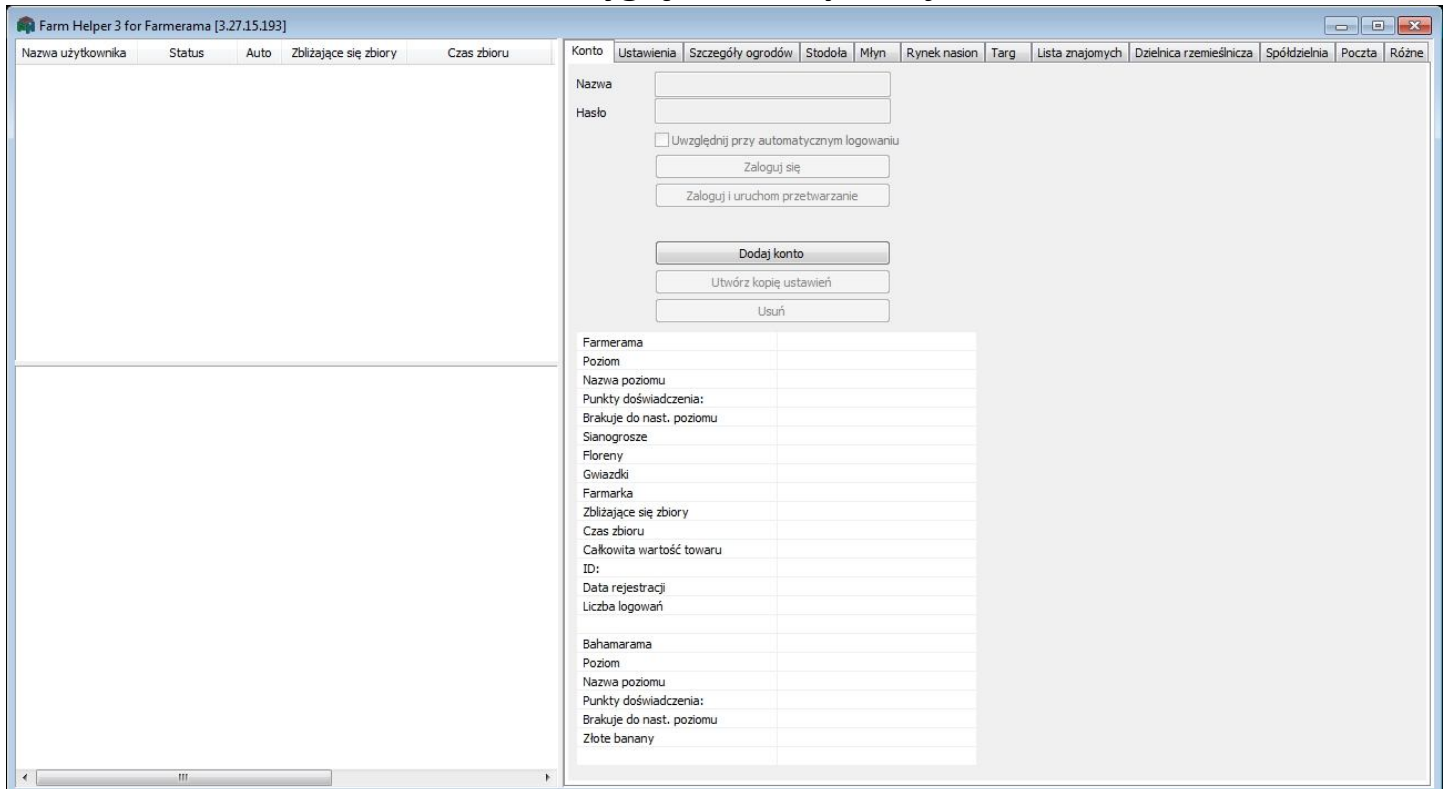 Farm Helper 3 for Farmerama [3.27.15.193]
Nazwa użytkownika Status Auto Zbliżające się zbiory Czas zbioru
Konto Ustawienia Szczegóły ogrodów Stodoła Młyn Rynek nasion Targ Lista znajomych Dzielnica rzemieślnicza Spółdzielnia Poczta Różne
Nazwa
Hasło
Uwzględnij przy automatycznym logowaniu
Zaloguj się
Zaloguj i uruchom przetwarzanie
Dodaj konto
Utwórz kopię ustawień
Usuń
Farmerama
Poziom
Nazwa poziomu
Punkty doświadczenia:
Brakuje do nast. poziomu
Sianogrosze
Floreny
Gwiazdki
Farmarka
Zbliżające się zbiory
Czas zbioru
Całkowita wartość towaru
ID:
Data rejestracji
Liczba logowań
Bahamarama
Poziom
Nazwa poziomu
Punkty doświadczenia:
Brakuje do nast. poziomu
Złote banany